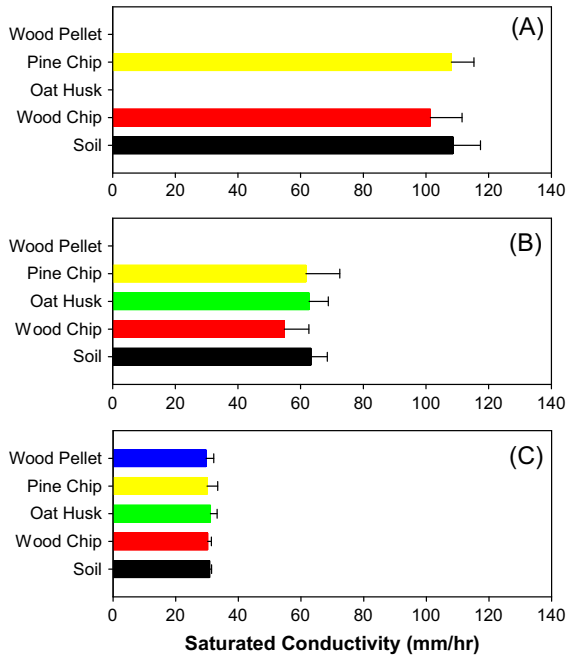 (A)
Wood Pellet
Pine Chip
Oat Husk
Wood Chip
Soil
0 20 40 60 80 100 120 140
(B)
Wood Pellet
Pine Chip
Oat Husk
Wood Chip
Soil
0 20 40 60 80 100 120 140
(C)
Wood Pellet
Pine Chip
Oat Husk
Wood Chip
Soil
0 20 40 60 80 100 120 140
Saturated Conductivity (mm/hr)